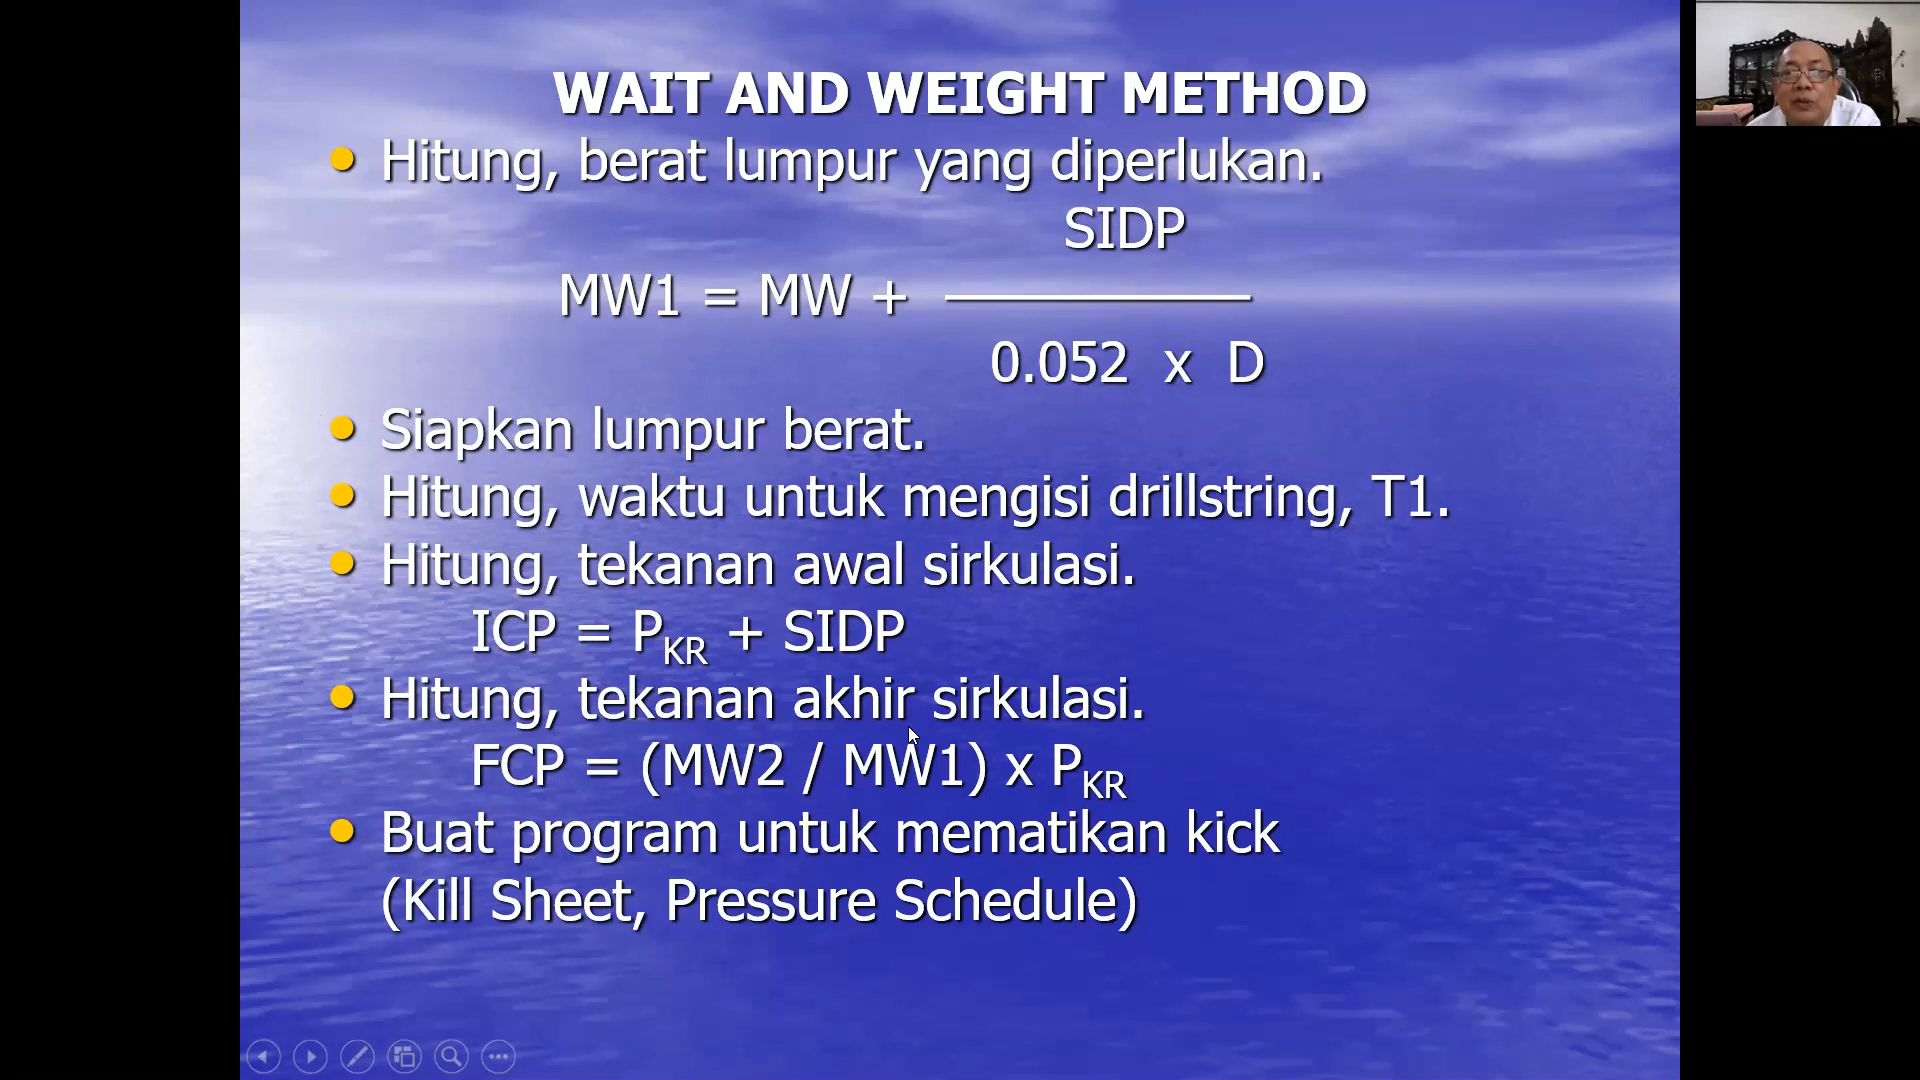 WAIT AND WEIGHT METHOD
Hitung, berat lumpur yang diperlukan.
SIDP
MW1 = MW +
0.052 x D
Siapkan lumpur berat.
Hitung, waktu untuk mengisi drillstring, T1.
Hitung, tekanan awal sirkulasi.
ICP = PKR + SIDP
Hitung, tekanan akhir sirkulasi.
FCP = (MW2 / MW1) x PKR
Buat program untuk mematikan kick
(Kill Sheet, Pressure Schedule)